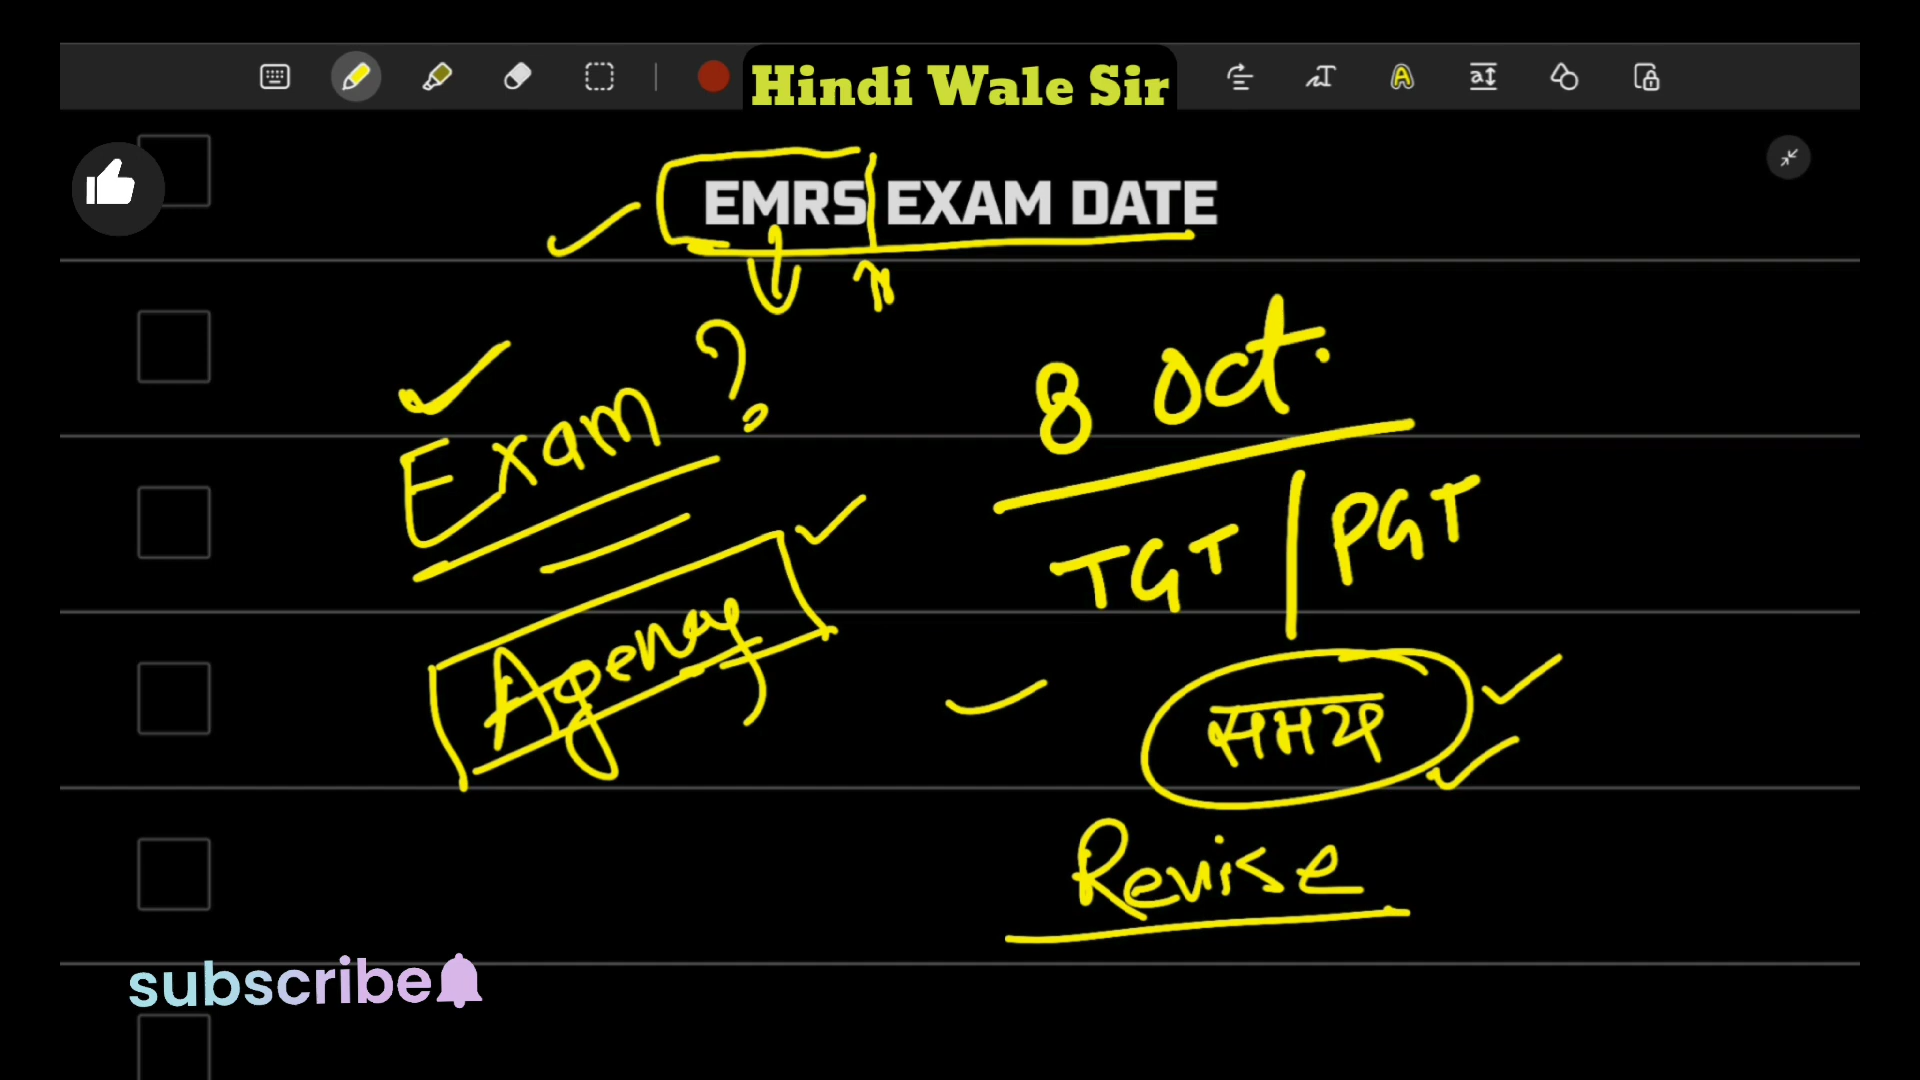 Hindi Wale Sir
EMRS EXAM DATE
Exam ?
8 Oct.
TGT | PGT
Agency
समय
Revise
subscribe